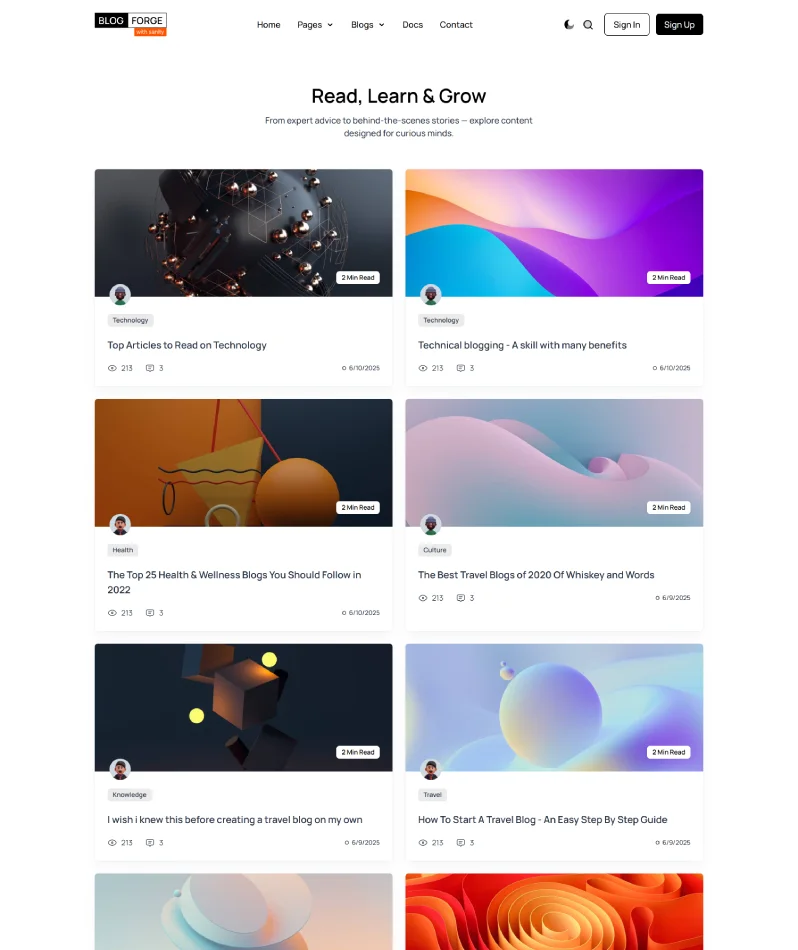 BLOG FORGE
with sanity
Home Pages Blogs Docs Contact
Sign In
Sign Up
Read, Learn & Grow
From expert advice to behind-the-scenes stories — explore content
designed for curious minds.
2 Min Read
Technology
Top Articles to Read on Technology
213 3 6/10/2025
2 Min Read
Technology
Technical blogging - A skill with many benefits
213 3 6/10/2025
2 Min Read
Health
The Top 25 Health & Wellness Blogs You Should Follow in
2022
213 3 6/10/2025
2 Min Read
Culture
The Best Travel Blogs of 2020 Of Whiskey and Words
213 3 6/9/2025
2 Min Read
Knowledge
I wish i knew this before creating a travel blog on my own
213 3 6/9/2025
2 Min Read
Travel
How To Start A Travel Blog - An Easy Step By Step Guide
213 3 6/9/2025